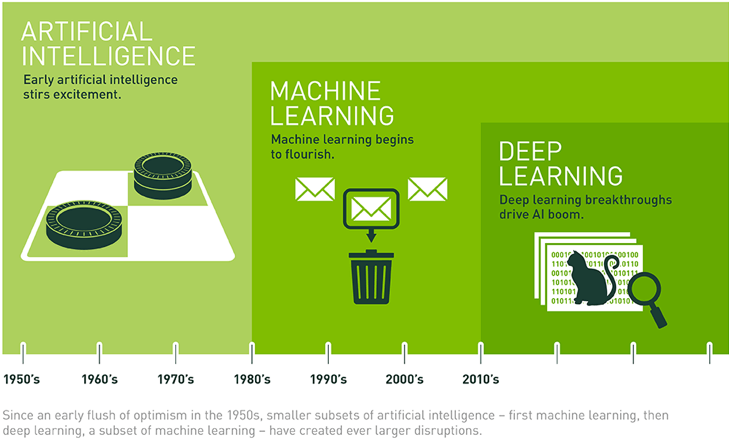 ARTIFICIAL
INTELLIGENCE
Early artificial intelligence
stirs excitement.
MACHINE
LEARNING
Machine learning begins
to flourish.
DEEP
LEARNING
Deep learning breakthroughs
drive AI boom.
1950's
1960's
1970's
1980's
1990's
2000's
2010's
Since an early flush of optimism in the 1950s, smaller subsets of artificial intelligence – first machine learning, then
deep learning, a subset of machine learning – have created ever larger disruptions.